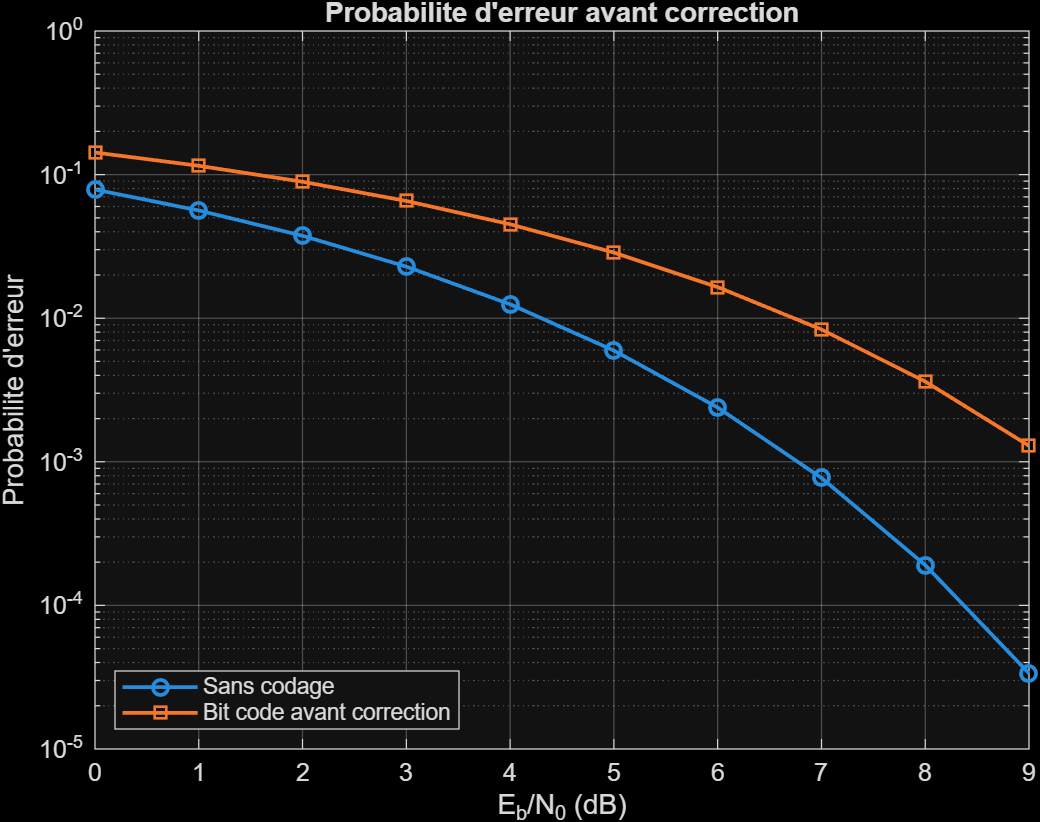 Probabilite d'erreur avant correction
10^0
10^-1
10^-2
10^-3
10^-4
10^-5
Probabilite d'erreur
Sans codage
Bit code avant correction
0 1 2 3 4 5 6 7 8 9
E_b/N_0 (dB)